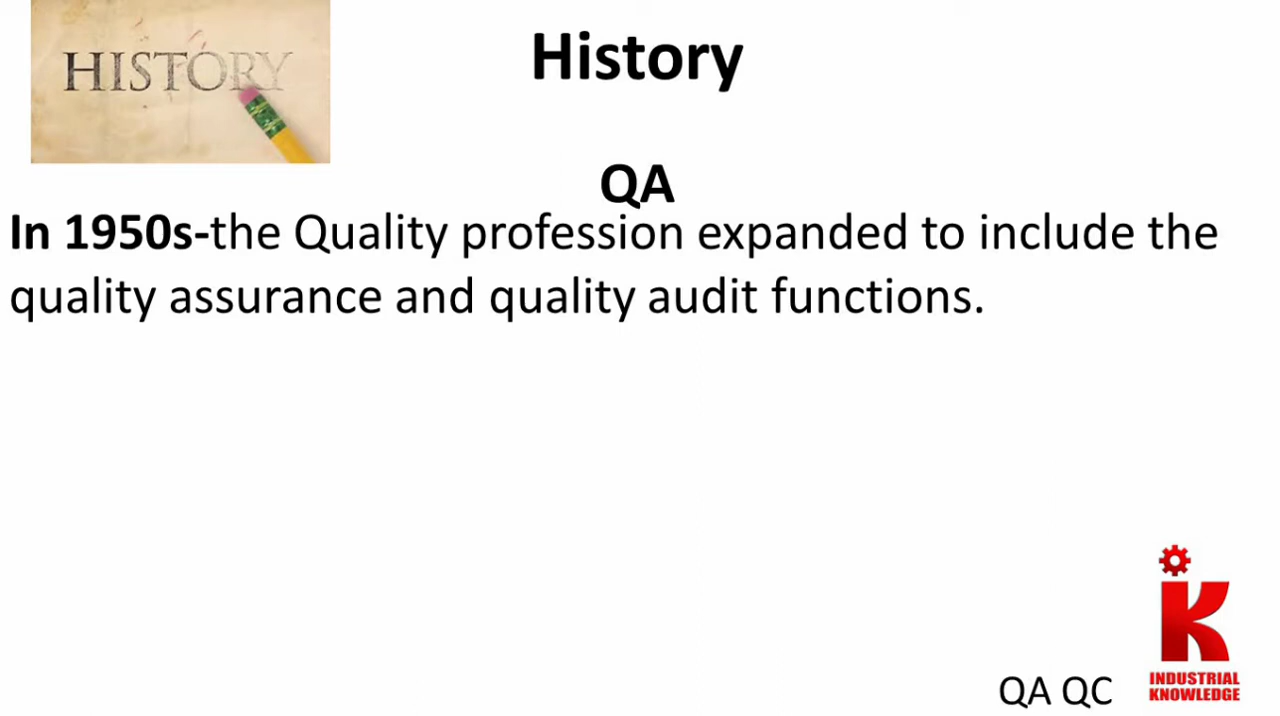 HISTORY
History
QA
In 1950s-the Quality profession expanded to include the
quality assurance and quality audit functions.
QA QC
INDUSTRIAL
KNOWLEDGE